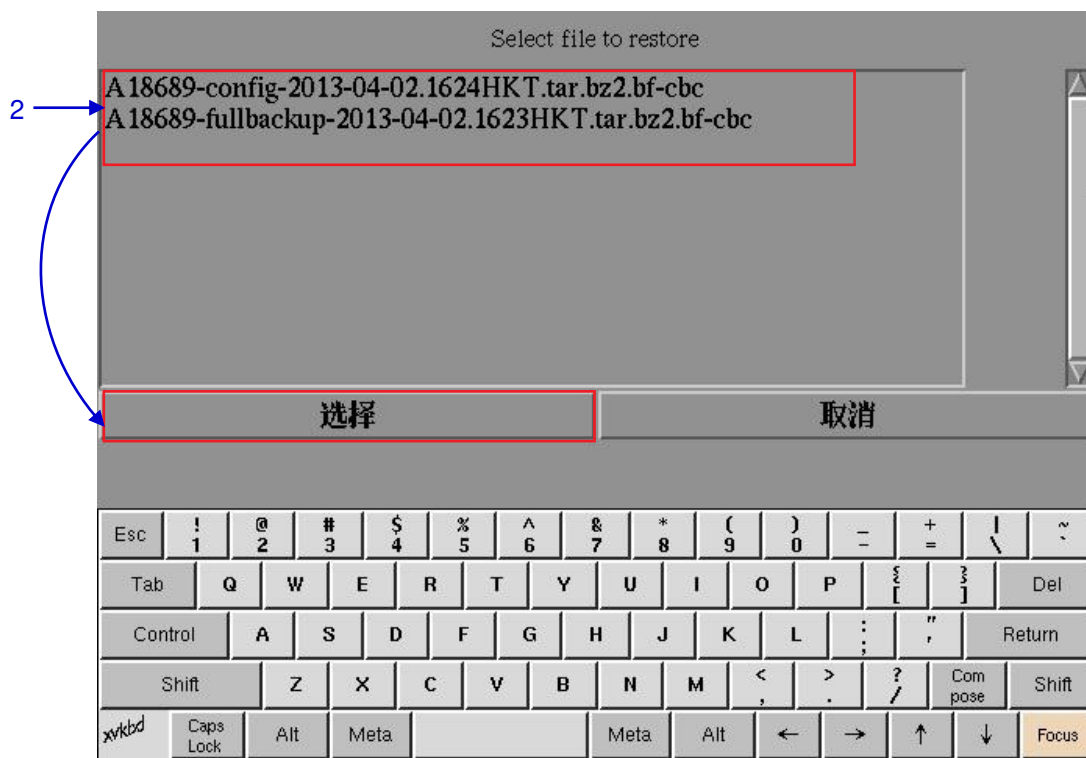 Select file to restore
A18689-config-2013-04-02.1624HKT.tar.bz2.bf-cbc
2
A18689-fullbackup-2013-04-02.1623HKT.tar.bz2.bf-cbc
选择 取消
Esc ! 1 @ 2 # 3 $ 4 % 5 ^ 6 & 7 * 8 ( 9 ) 0 _ - + = | \ ~ `
Tab Q W E R T Y U I O P { [ } ] Del
Control A S D F G H J K L : ; " ' Return
Shift Z X C V B N M < , > . ? / Com pose Shift
xvkbd Caps Lock Alt Meta Meta Alt ← → ↑ ↓ Focus